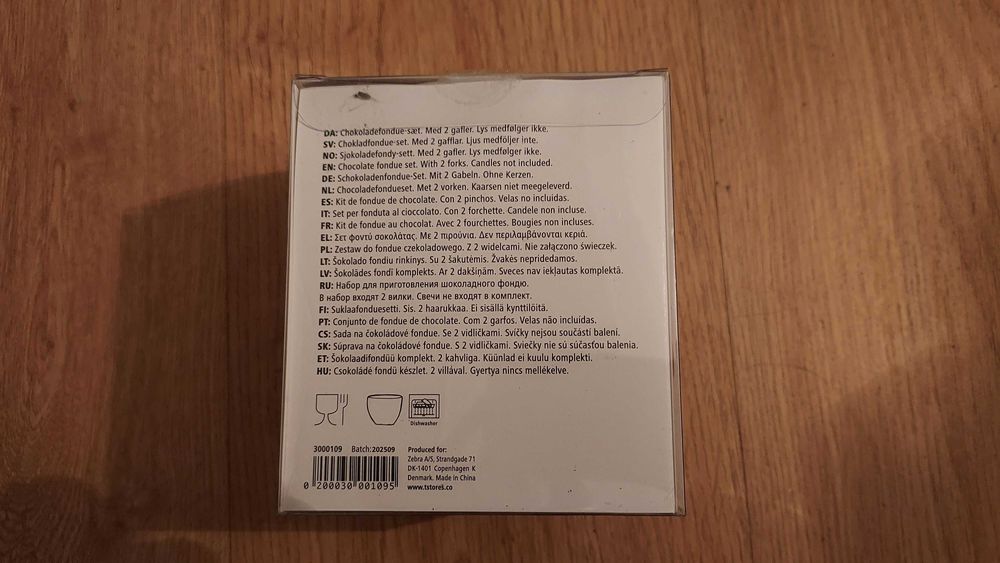 DA: Chokoladefondue-sæt. Med 2 gafler. Lys medfølger ikke.
SV: Chokladfondue-set. Med 2 gafflar. Ljus medföljer inte.
NO: Sjokoladefondy-sett. Med 2 gafler. Lys medfølger ikke.
EN: Chocolate fondue set. With 2 forks. Candles not included.
DE: Schokoladenfondue-Set. Mit 2 Gabeln. Ohne Kerzen.
NL: Chocoladefondueset. Met 2 vorken. Kaarsen niet meegeleverd.
ES: Kit de fondue de chocolate. Con 2 pinchos. Velas no incluidas.
IT: Set per fonduta al cioccolato. Con 2 forchette. Candele non incluse.
FR: Kit de fondue au chocolat. Avec 2 fourchettes. Bougies non incluses.
EL: Σετ φοντύ σοκολάτας. Με 2 πιρούνια. Δεν περιλαμβάνονται κεριά.
PL: Zestaw do fondue czekoladowego. Z 2 widelcami. Nie załączono świeczek.
LT: Šokolado fondiu rinkinys. Su 2 šakutėmis. Žvakės nepridedamos.
LV: Šokolādes fondī komplekts. Ar 2 dakšiņām. Sveces nav iekļautas komplektā.
RU: Набор для приготовления шоколадного фондю.
В набор входят 2 вилки. Свечи не входят в комплект.
FI: Suklaafonduesetti. Sis. 2 haarukkaa. Ei sisällä kynttilöitä.
PT: Conjunto de fondue de chocolate. Com 2 garfos. Velas não incluídas.
CS: Sada na čokoládové fondue. Se 2 vidličkami. Svíčky nejsou součástí balení.
SK: Súprava na čokoládové fondue. S 2 vidličkami. Sviečky nie sú súčasťou balenia.
ET: Šokolaadifondüü komplekt. 2 kahvliga. Küünlad ei kuulu komplekti.
HU: Csokoládé fondü készlet. 2 villával. Gyertya nincs mellékelve.
Dishwasher
3000109 Batch:202509
0 200030 001095
Produced for:
Zebra A/S, Strandgade 71
DK-1401 Copenhagen K
Denmark. Made in China
www.tstores.co